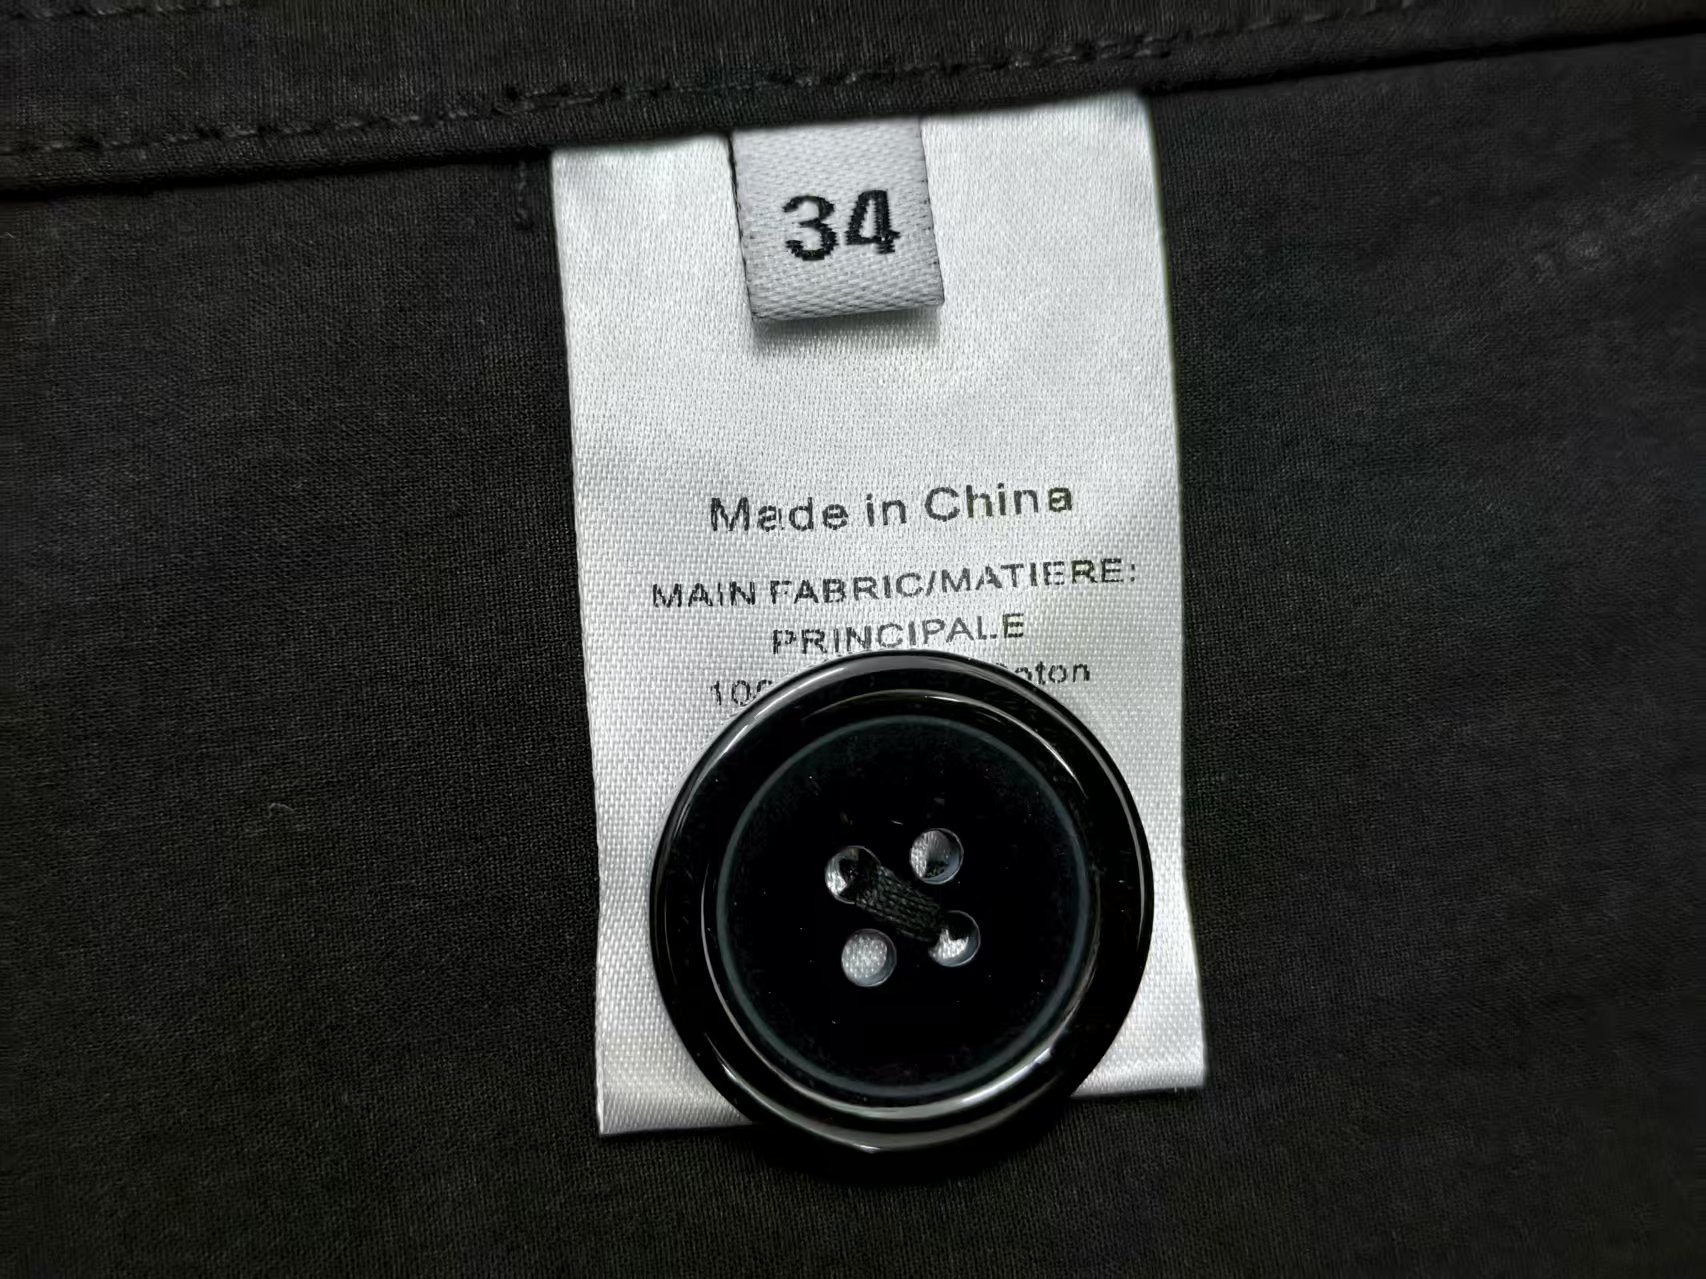 34
Made in China
MAIN FABRIC/MATIERE:
PRINCIPALE